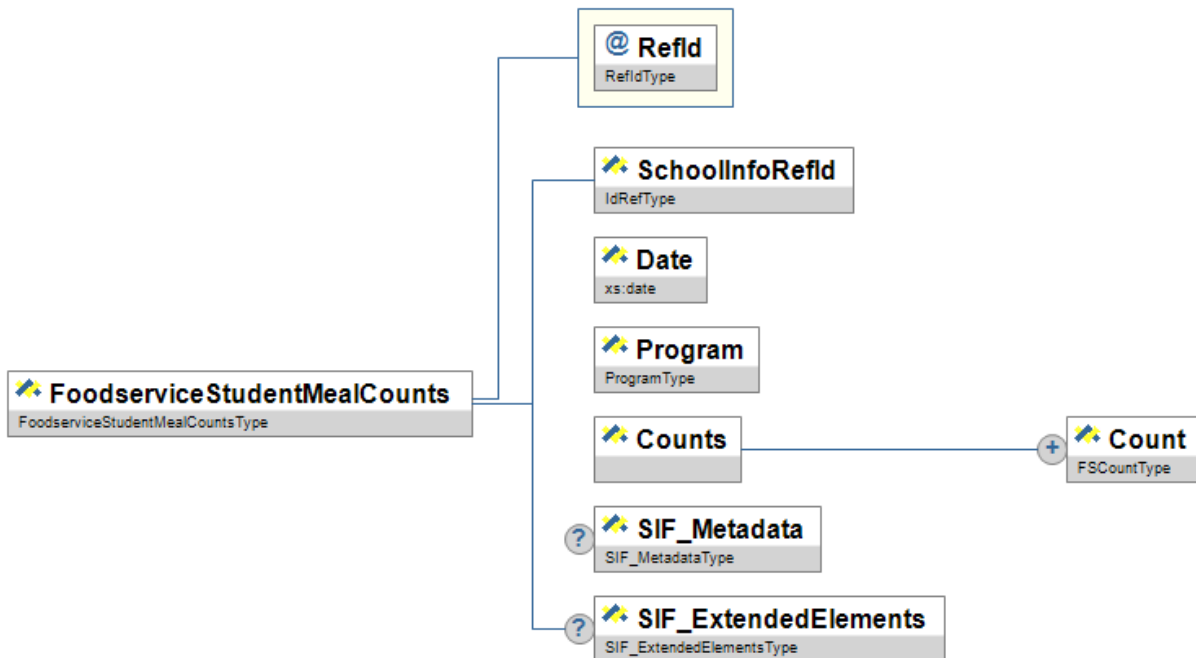 @ RefId
RefIdType
SchoolInfoRefId
IdRefType
Date
xs:date
Program
ProgramType
FoodserviceStudentMealCounts
FoodserviceStudentMealCountsType
Counts
+ Count
FSCountType
? SIF_Metadata
SIF_MetadataType
? SIF_ExtendedElements
SIF_ExtendedElementsType